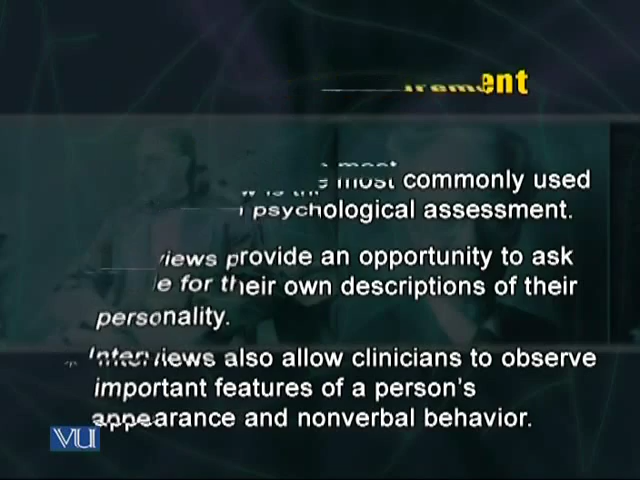 most commonly used
psychological assessment.
provide an opportunity to ask
for their own descriptions of their
personality.
Interviews also allow clinicians to observe
important features of a person's
appearance and nonverbal behavior.
VU